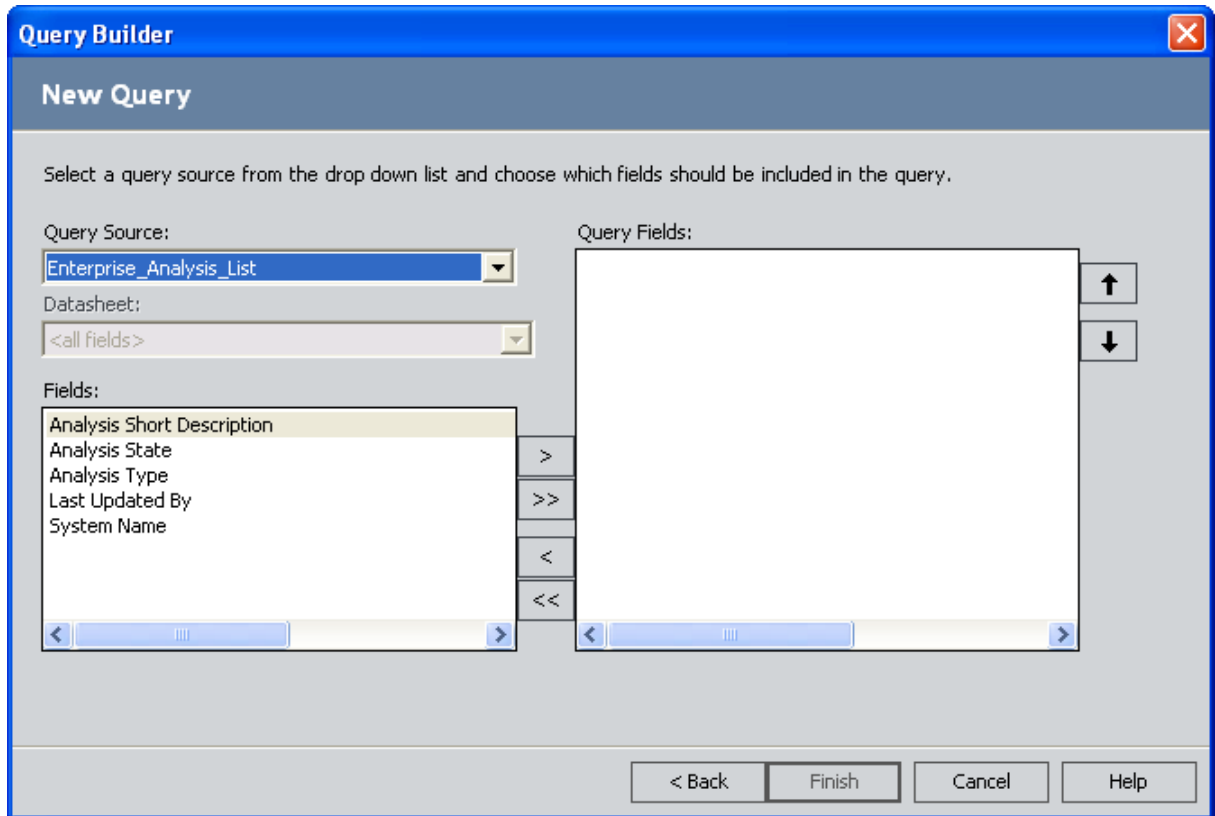 Query Builder
New Query
Select a query source from the drop down list and choose which fields should be included in the query.
Query Source:
Enterprise_Analysis_List
Datasheet:
<all fields>
Fields:
Analysis Short Description
Analysis State
Analysis Type
Last Updated By
System Name
>
>>
<
<<
Query Fields:
< Back
Finish
Cancel
Help